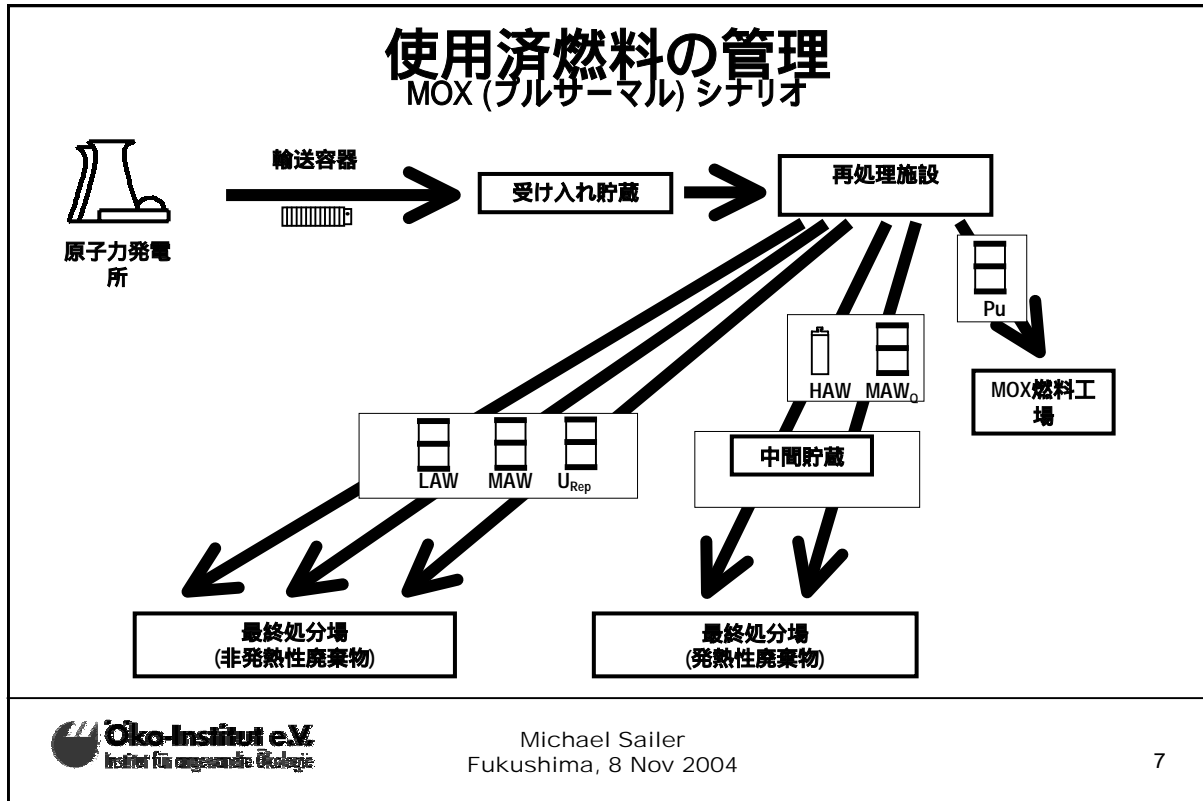 使用済燃料の管理
MOX (プルサーマル) シナリオ
輸送容器
受け入れ貯蔵
再処理施設
原子力発電
所
Pu
HAW MAWQ
MOX燃料工
場
中間貯蔵
LAW MAW URep
最終処分場
(非発熱性廃棄物)
最終処分場
(発熱性廃棄物)
Öko-Institut e.V.
Institut für angewandte Ökologie
Michael Sailer
Fukushima, 8 Nov 2004
7